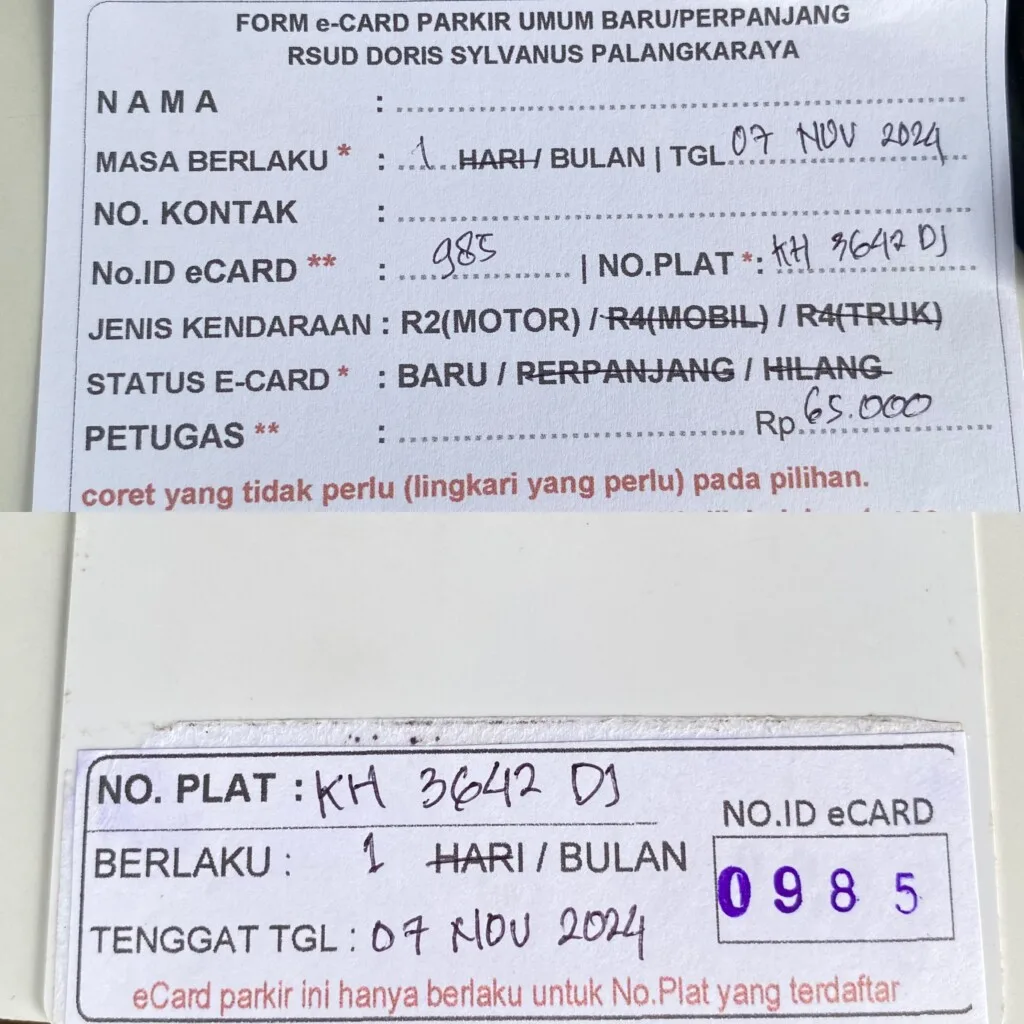 FORM e-CARD PARKIR UMUM BARU/PERPANJANG
RSUD DORIS SYLVANUS PALANGKARAYA
N A M A :
MASA BERLAKU * : 1 HARI / BULAN | TGL. 07 NOV 2024
NO. KONTAK :
No.ID eCARD ** : 985 | NO.PLAT *: KH 3642 DJ
JENIS KENDARAAN : R2(MOTOR) / R4(MOBIL) / R4(TRUK)
STATUS E-CARD * : BARU / PERPANJANG / HILANG
PETUGAS ** : Rp. 65.000
coret yang tidak perlu (lingkari yang perlu) pada pilihan.
NO. PLAT : KH 3642 DJ
BERLAKU : 1 HARI / BULAN
TENGGAT TGL : 07 NOV 2024
NO.ID eCARD
0985
eCard parkir ini hanya berlaku untuk No.Plat yang terdaftar